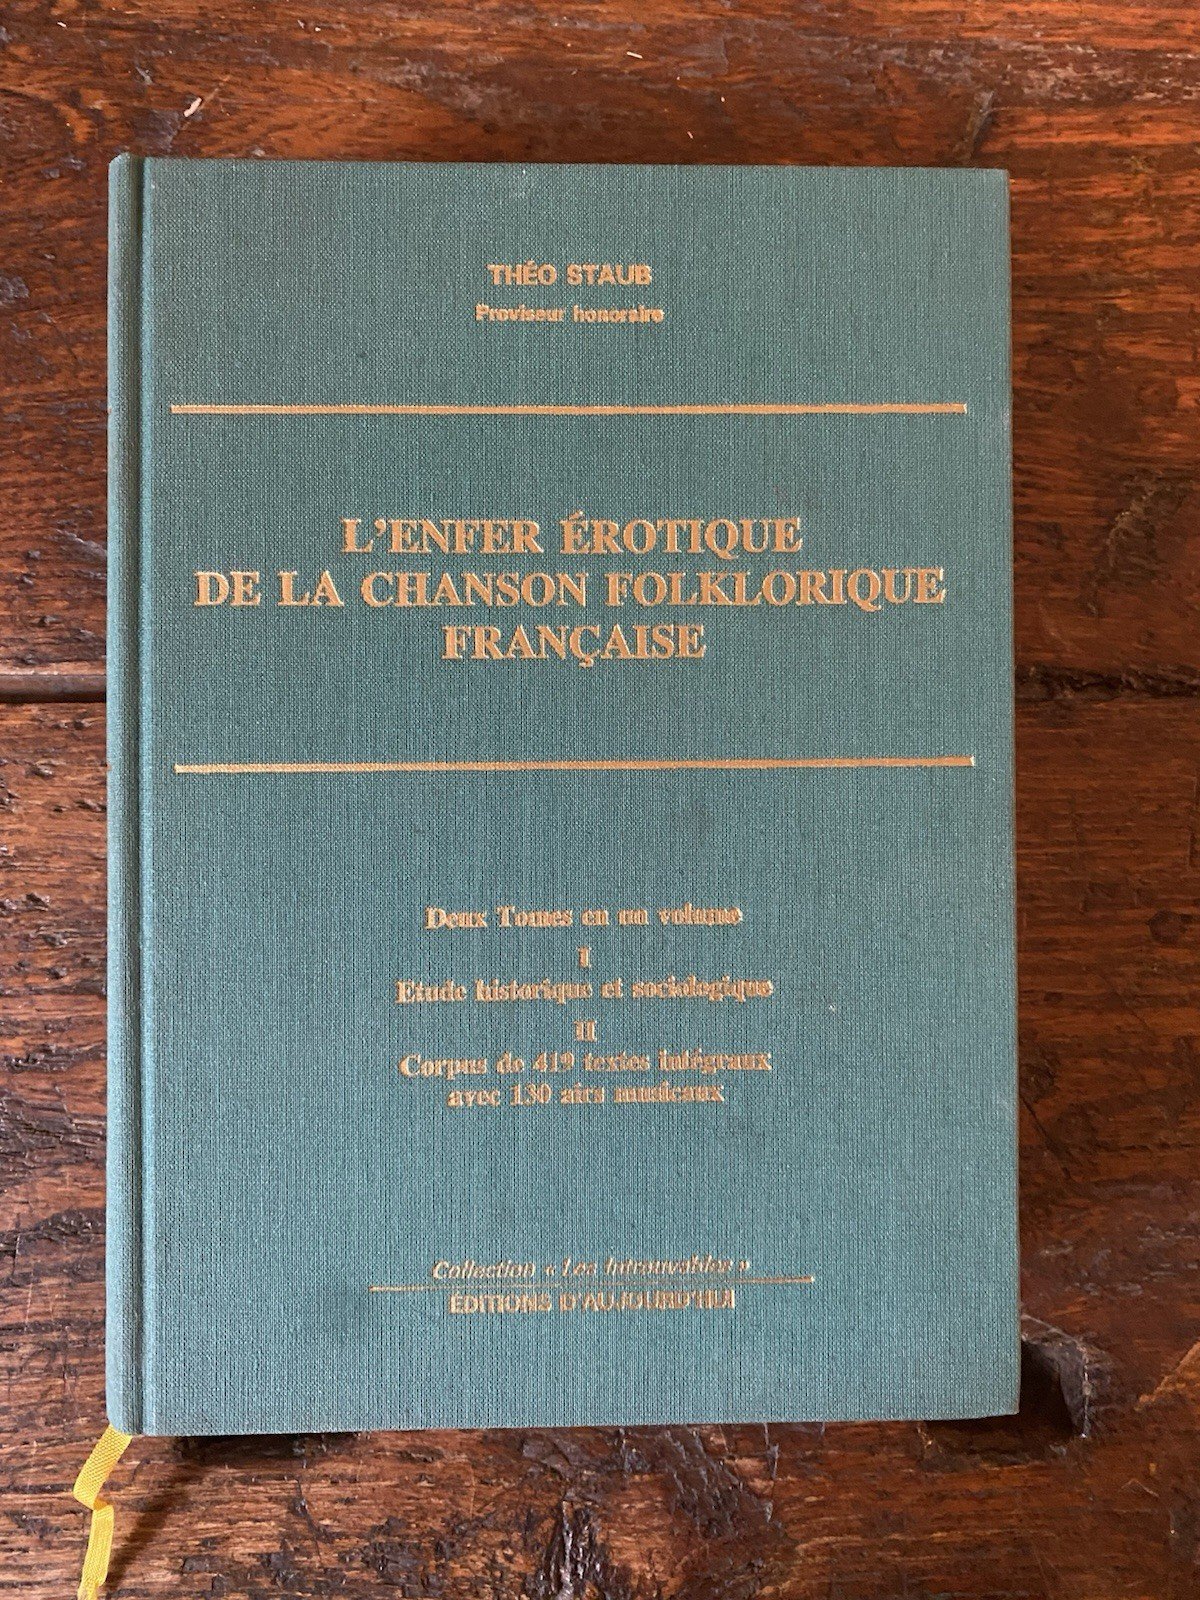 THÉO STAUB
Proviseur honoraire
L'ENFER ÉROTIQUE
DE LA CHANSON FOLKLORIQUE
FRANÇAISE
Deux Tomes en un volume
I
Etude historique et sociologique
II
Corpus de 419 textes intégraux
avec 130 airs musicaux
Collection « Les Introuvables »
ÉDITIONS D'AUJOURD'HUI